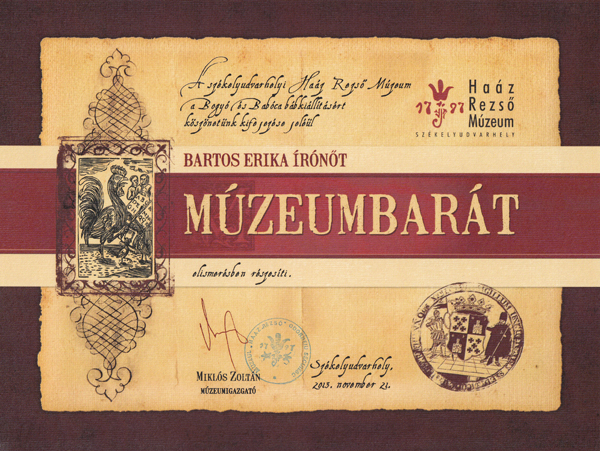 A székelyudvarhelyi Haáz Rezső Múzeum
a Bogyó és Babóca bábkiállításért
köszönetünk kifejezése jeléül
17 97
Haáz
Rezső
Múzeum
SZÉKELYUDVARHELY
BARTOS ERIKA ÍRÓNŐT
MÚZEUMBARÁT
elismerésben részesíti.
MIKLÓS ZOLTÁN
MÚZEUMIGAZGATÓ
Székelyudvarhely,
2013. november 21.